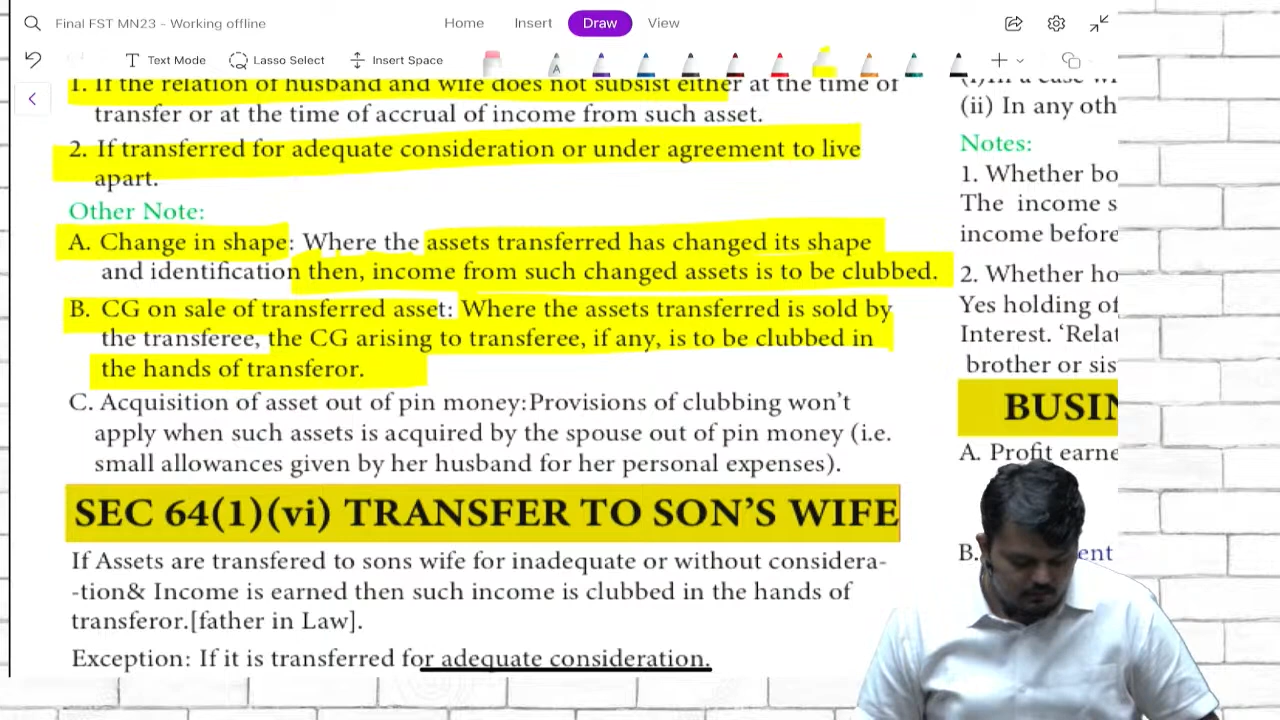 Final FST MN23 - Working offline
Home Insert Draw View
Text Mode Lasso Select Insert Space
1. If the relation of husband and wife does not subsist either at the time of
transfer or at the time of accrual of income from such asset.
2. If transferred for adequate consideration or under agreement to live
apart.
Other Note:
A. Change in shape: Where the assets transferred has changed its shape
and identification then, income from such changed assets is to be clubbed.
B. CG on sale of transferred asset: Where the assets transferred is sold by
the transferee, the CG arising to transferee, if any, is to be clubbed in
the hands of transferor.
C. Acquisition of asset out of pin money:Provisions of clubbing won't
apply when such assets is acquired by the spouse out of pin money (i.e.
small allowances given by her husband for her personal expenses).
SEC 64(1)(vi) TRANSFER TO SON'S WIFE
If Assets are transfered to sons wife for inadequate or without considera-
-tion& Income is earned then such income is clubbed in the hands of
transferor.[father in Law].
Exception: If it is transferred for adequate consideration.
(ii) In any oth
Notes:
1. Whether bo
The income s
income before
2. Whether ho
Yes holding of
Interest. 'Relat
brother or sis
BUSIN
A. Profit earne
B. ent